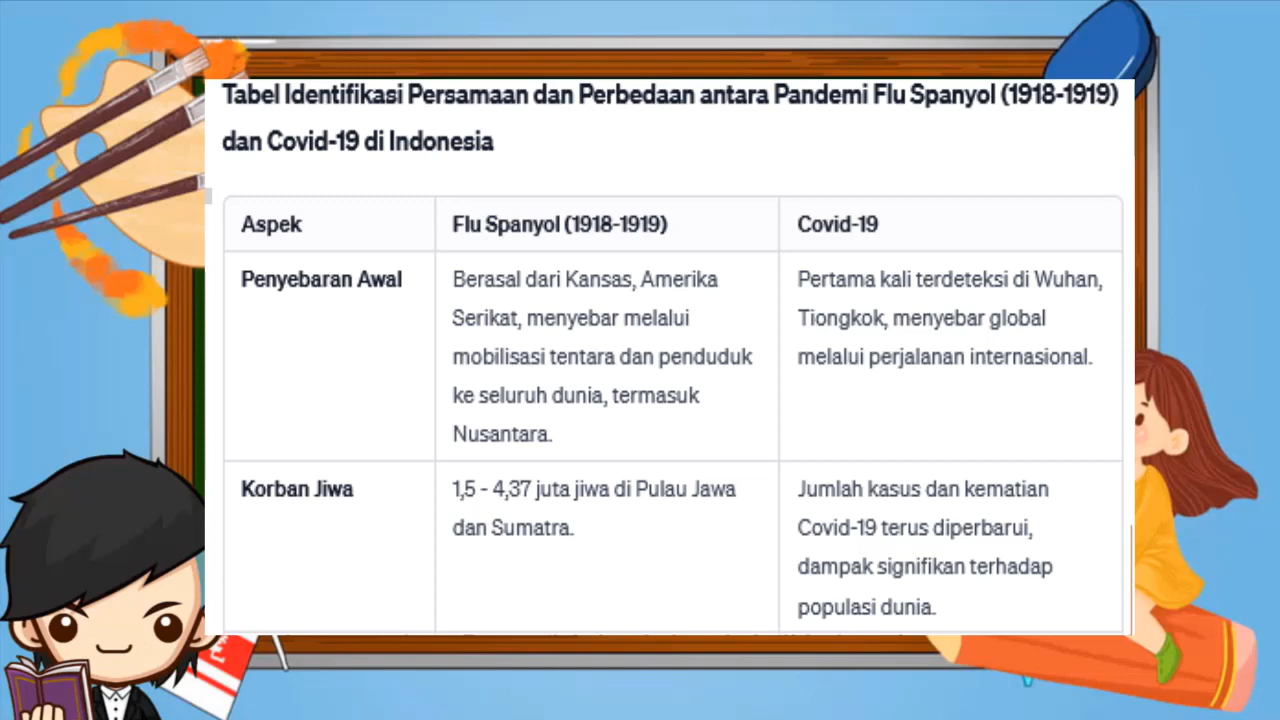 Tabel Identifikasi Persamaan dan Perbedaan antara Pandemi Flu Spanyol (1918-1919)
dan Covid-19 di Indonesia
Aspek
Flu Spanyol (1918-1919)
Covid-19
Penyebaran Awal
Berasal dari Kansas, Amerika
Serikat, menyebar melalui
mobilisasi tentara dan penduduk
ke seluruh dunia, termasuk
Nusantara.
Pertama kali terdeteksi di Wuhan,
Tiongkok, menyebar global
melalui perjalanan internasional.
Korban Jiwa
1,5 - 4,37 juta jiwa di Pulau Jawa
dan Sumatra.
Jumlah kasus dan kematian
Covid-19 terus diperbarui,
dampak signifikan terhadap
populasi dunia.